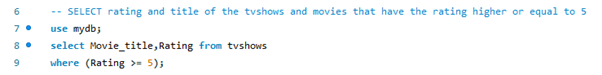 6 -- SELECT rating and title of the tvshows and movies that have the rating higher or equal to 5
7 use mydb;
8 select Movie_title,Rating from tvshows
9 where (Rating >= 5);